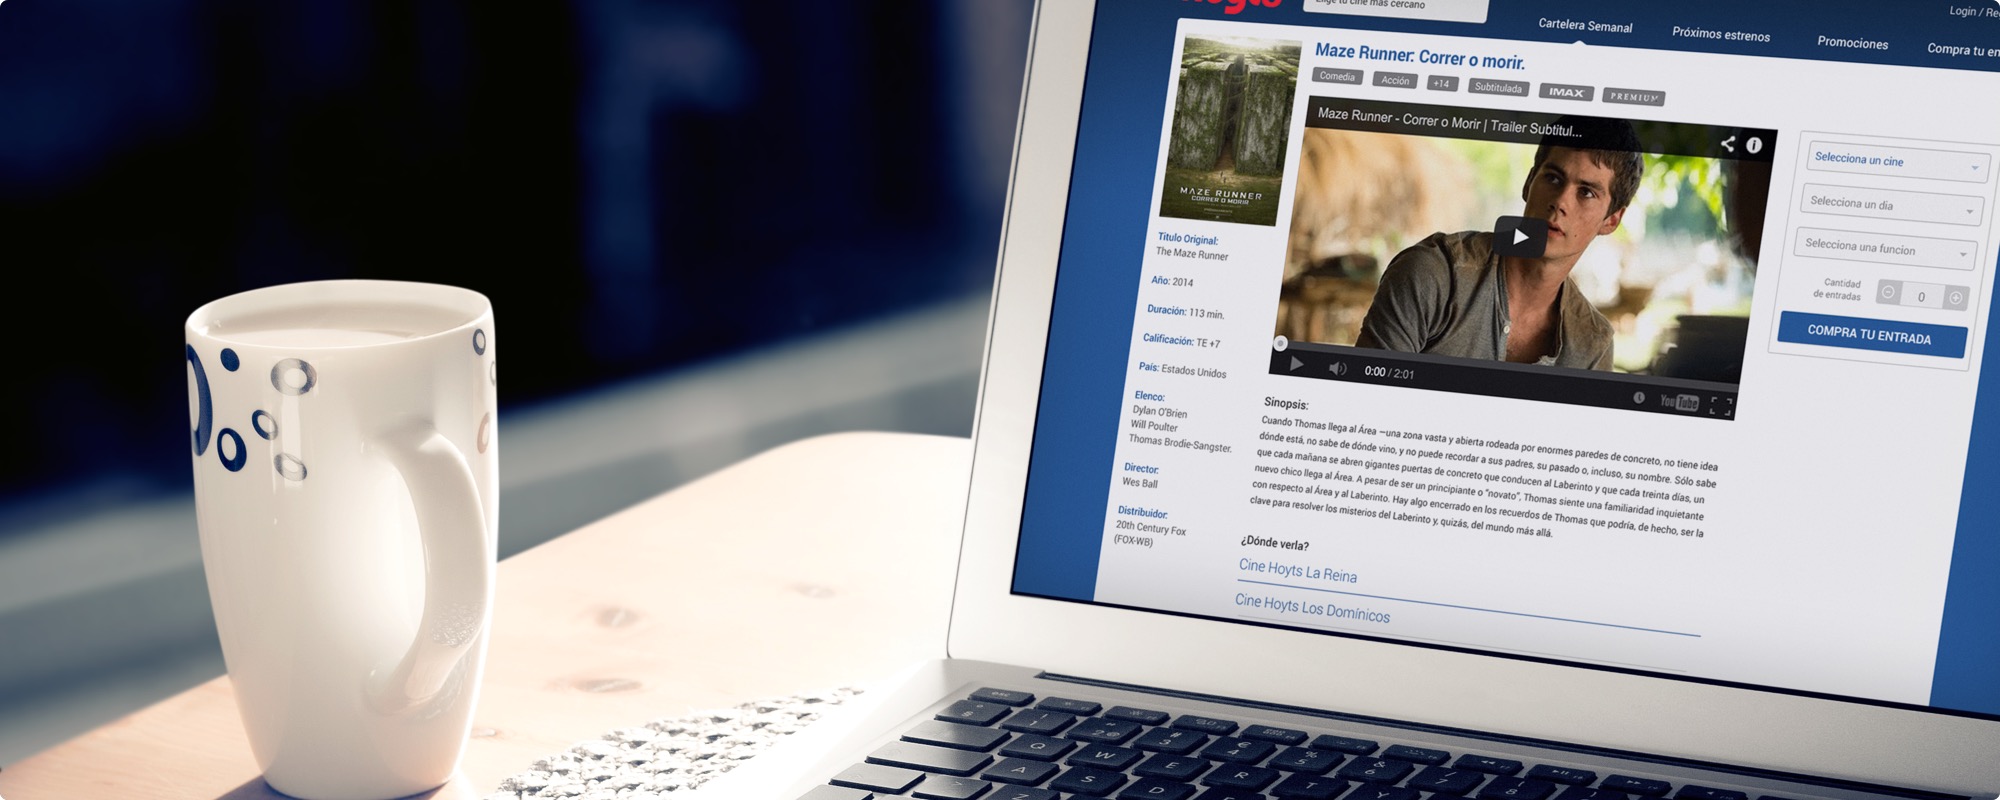 Hoyts
Elige tu cine más cercano
Login / Re
Cartelera Semanal
Próximos estrenos
Promociones
Compra tu en
MAZE RUNNER
CORRER O MORIR
Maze Runner: Correr o morir.
Comedia
Acción
+14
Subtitulada
IMAX
PREMIUM
Maze Runner - Correr o Morir | Trailer Subtitul...
0:00 / 2:01
YouTube
Selecciona un cine
Selecciona un dia
Selecciona una funcion
Cantidad
de entradas
0
COMPRA TU ENTRADA
Titulo Original:
The Maze Runner
Año: 2014
Duración: 113 min.
Calificación: TE +7
País: Estados Unidos
Elenco:
Dylan O'Brien
Will Poulter
Thomas Brodie-Sangster.
Director:
Wes Ball
Distribuidor:
20th Century Fox
(FOX-WB)
Sinopsis:
Cuando Thomas llega al Área —una zona vasta y abierta rodeada por enormes paredes de concreto, no tiene idea
dónde está, no sabe de dónde vino, y no puede recordar a sus padres, su pasado o, incluso, su nombre. Sólo sabe
que cada mañana se abren gigantes puertas de concreto que conducen al Laberinto y que cada treinta días, un
nuevo chico llega al Área. A pesar de ser un principiante o “novato”, Thomas siente una familiaridad inquietante
con respecto al Área y al Laberinto. Hay algo encerrado en los recuerdos de Thomas que podría, de hecho, ser la
clave para resolver los misterios del Laberinto y, quizás, del mundo más allá.
¿Dónde verla?
Cine Hoyts La Reina
Cine Hoyts Los Domínicos
esc
Q
W
E
R
A
S
D